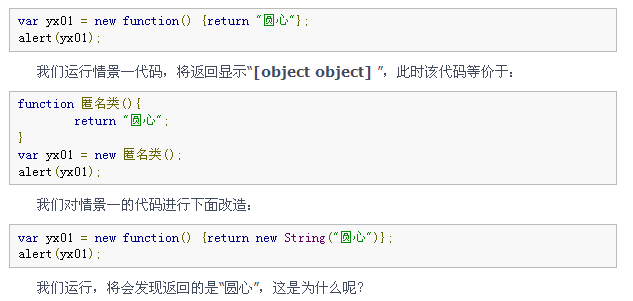 var yx01 = new function() {return "圆心"};
alert(yx01);
我们运行情景一代码，将返回显示“[object object] ”，此时该代码等价于：
function 匿名类(){
        return "圆心";
}
var yx01 = new 匿名类();
alert(yx01);
我们对情景一的代码进行下面改造：
var yx01 = new function() {return new String("圆心")};
alert(yx01);
我们运行，将会发现返回的是“圆心”，这是为什么呢？